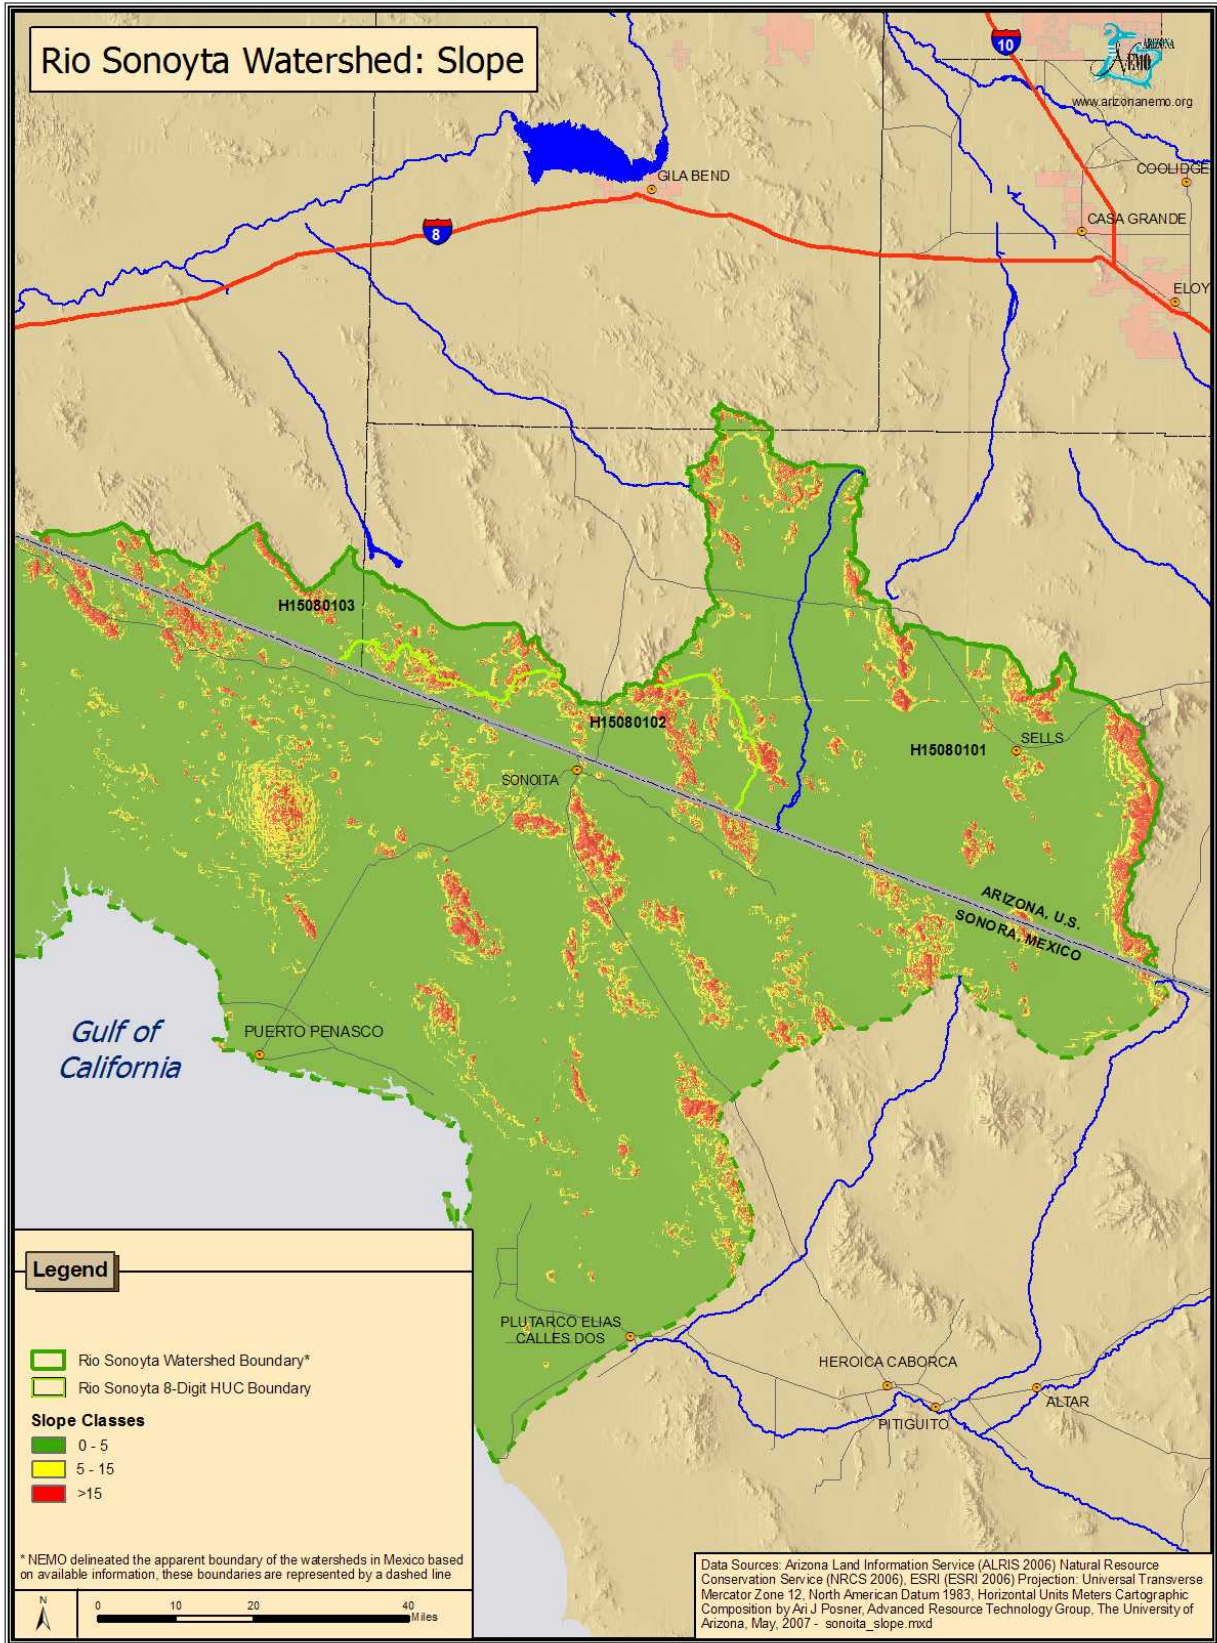 Rio Sonoyta Watershed: Slope
10
ARIZONA
NEMO
www.arizonanemo.org
COOLIDGE
GILA BEND
CASA GRANDE
8
ELOY
H15080103
H15080102
SELLS
H15080101
SONOITA
ARIZONA, U.S.
SONORA, MEXICO
Gulf of
California
PUERTO PENASCO
PLUTARCO ELIAS
CALLES DOS
HEROICA CABORCA
ALTAR
PITIGUITO
Legend
Rio Sonoyta Watershed Boundary*
Rio Sonoyta 8-Digit HUC Boundary
Slope Classes
0 - 5
5 - 15
>15
* NEMO delineated the apparent boundary of the watersheds in Mexico based
on available information, these boundaries are represented by a dashed line
N
0 10 20 40
Miles
Data Sources: Arizona Land Information Service (ALRIS 2006) Natural Resource
Conservation Service (NRCS 2006), ESRI (ESRI 2006) Projection: Universal Transverse
Mercator Zone 12, North American Datum 1983, Horizontal Units Meters Cartographic
Composition by Ari J Posner, Advanced Resource Technology Group, The University of
Arizona, May, 2007 - sonoita_slope.mxd